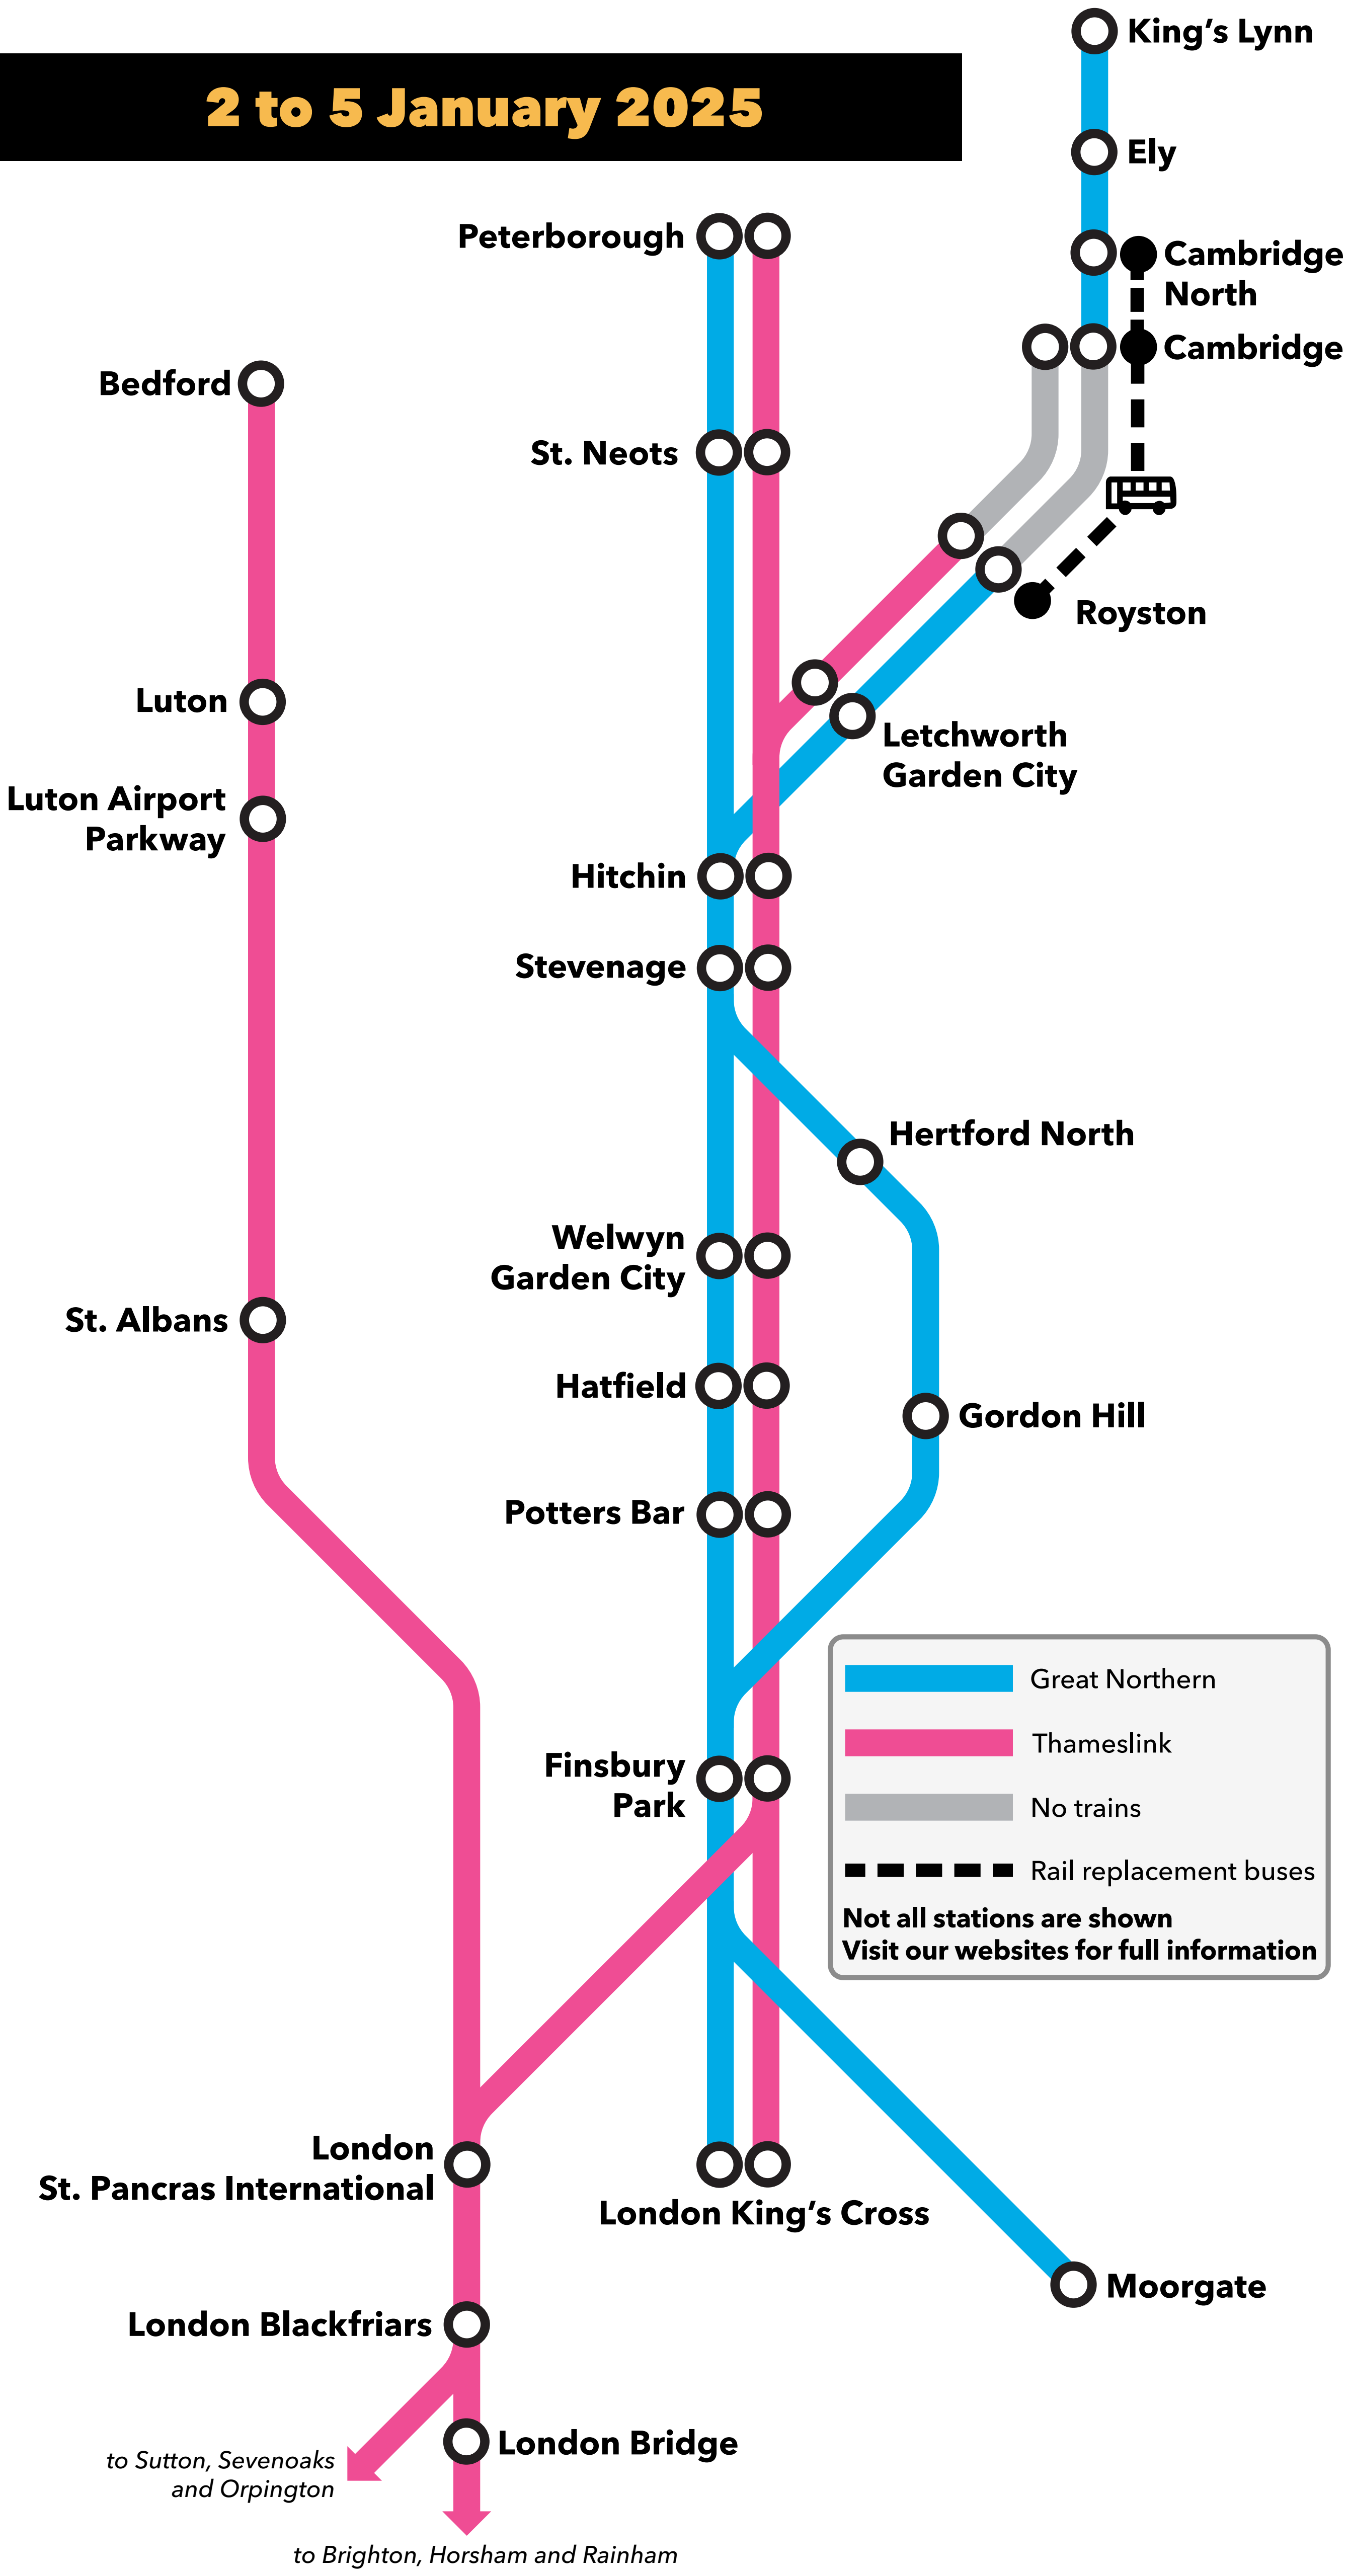 King's Lynn
2 to 5 January 2025
Ely
Peterborough
Cambridge
North
Cambridge
Bedford
St. Neots
Royston
Luton
Letchworth
Garden City
Luton Airport
Parkway
Hitchin
Stevenage
Hertford North
Welwyn
Garden City
St. Albans
Hatfield
Gordon Hill
Potters Bar
Great Northern
Thameslink
No trains
Rail replacement buses
Not all stations are shown
Visit our websites for full information
Finsbury
Park
London
St. Pancras International
London King's Cross
Moorgate
London Blackfriars
London Bridge
to Sutton, Sevenoaks
and Orpington
to Brighton, Horsham and Rainham